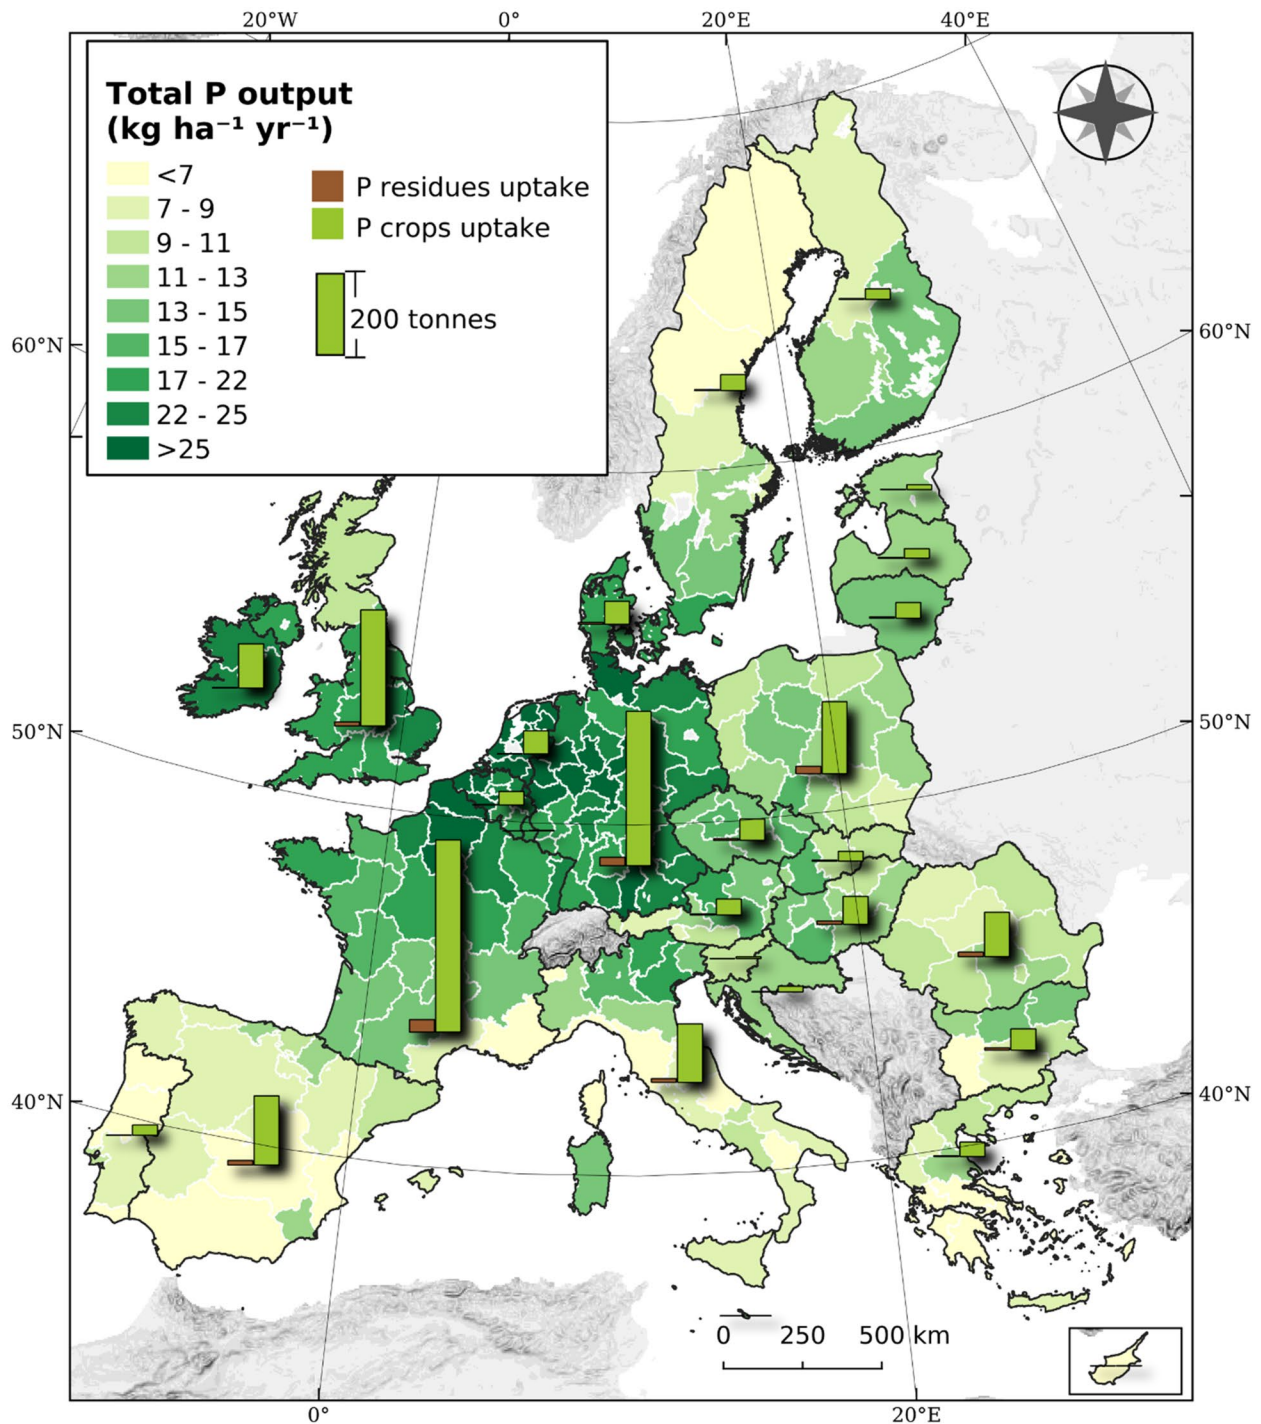 20°W 0° 20°E 40°E
Total P output
(kg ha⁻¹ yr⁻¹)
<7
7 - 9
9 - 11
11 - 13
13 - 15
15 - 17
17 - 22
22 - 25
>25
P residues uptake
P crops uptake
200 tonnes
60°N 60°N
50°N 50°N
40°N 40°N
0 250 500 km
0° 20°E